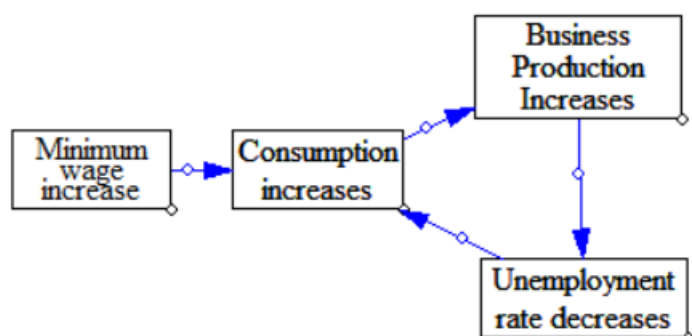 Business
Production
Increases
Minimum
wage
increase
Consumption
increases
Unemployment
rate decreases